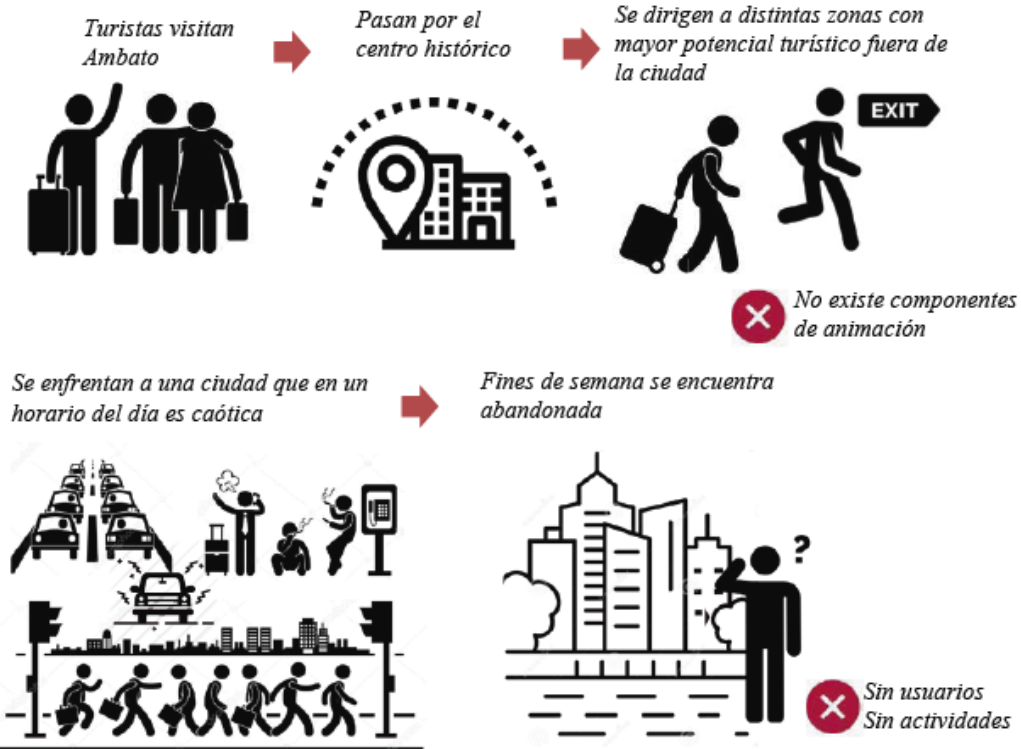 Turistas visitan
Ambato
Pasan por el
centro histórico
Se dirigen a distintas zonas con
mayor potencial turístico fuera de
la ciudad
EXIT
No existe componentes
de animación
Se enfrentan a una ciudad que en un
horario del día es caótica
Fines de semana se encuentra
abandonada
?
Sin usuarios
Sin actividades